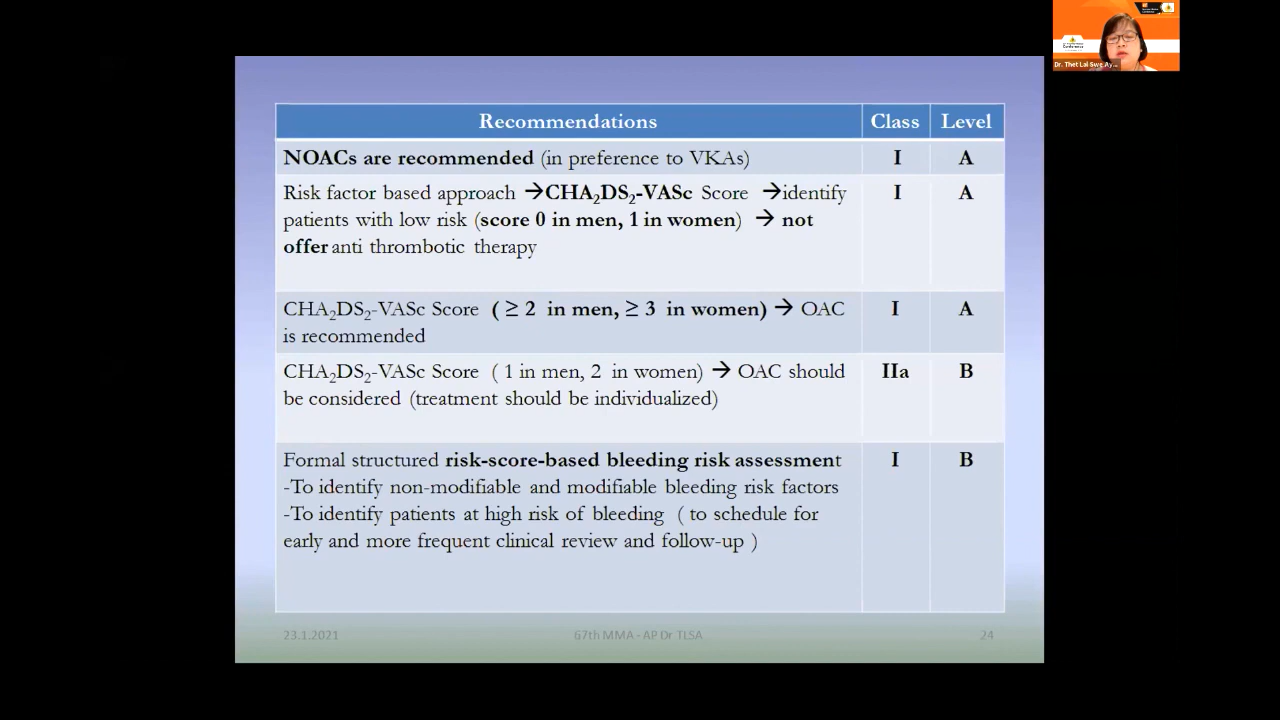 Conference
Dr. Thet Lai Swe Ay...
Recommendations Class Level
NOACs are recommended (in preference to VKAs) I A
Risk factor based approach →CHA₂DS₂-VASc Score →identify I A
patients with low risk (score 0 in men, 1 in women) → not
offer anti thrombotic therapy
CHA₂DS₂-VASc Score ( ≥ 2 in men, ≥ 3 in women) → OAC I A
is recommended
CHA₂DS₂-VASc Score ( 1 in men, 2 in women) → OAC should IIa B
be considered (treatment should be individualized)
Formal structured risk-score-based bleeding risk assessment I B
-To identify non-modifiable and modifiable bleeding risk factors
-To identify patients at high risk of bleeding ( to schedule for
early and more frequent clinical review and follow-up )
23.1.2021 67th MMA - AP Dr TLSA 24